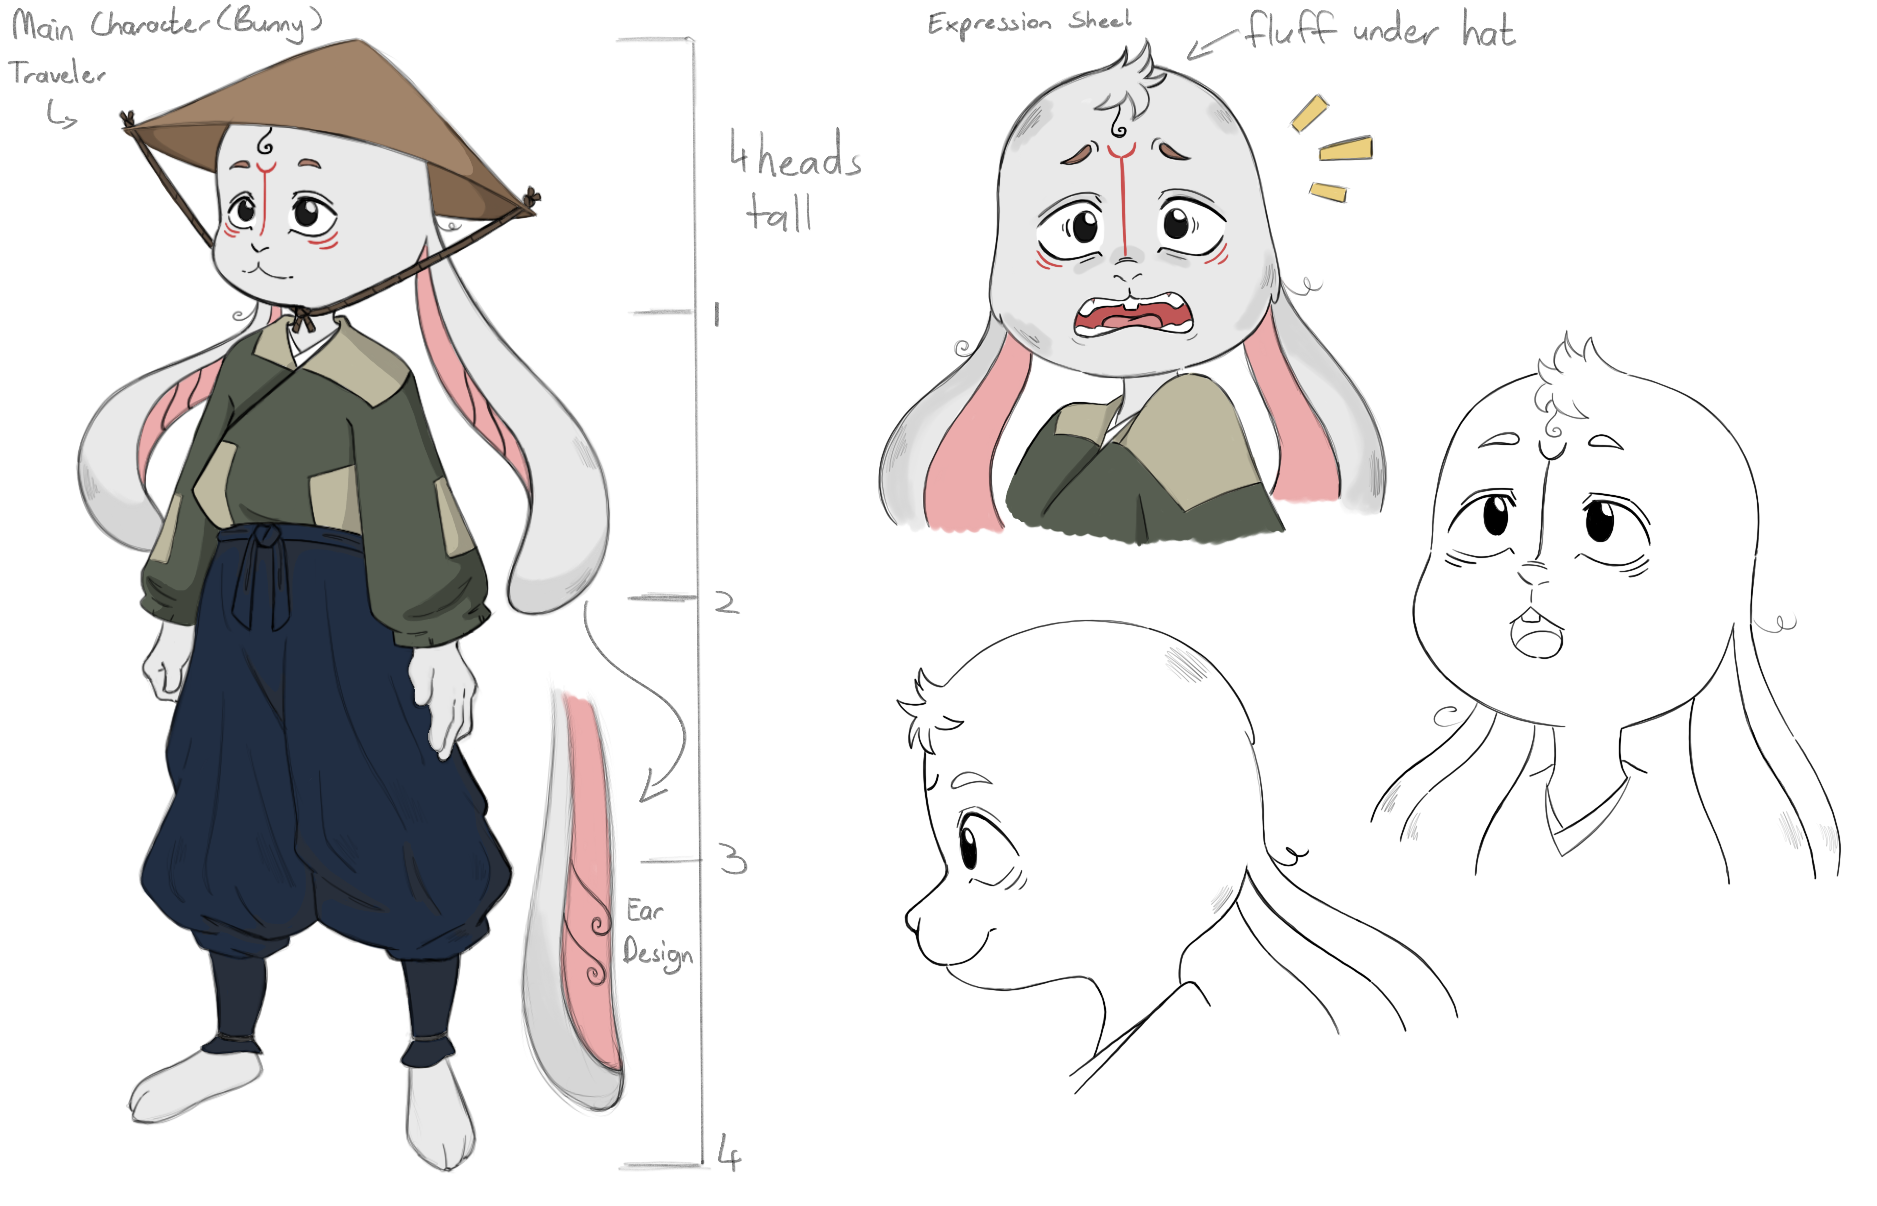 Main Character (Bunny)
Traveler
4 heads
tall
1
2
3
4
Ear
Design
Expression Sheet
fluff under hat